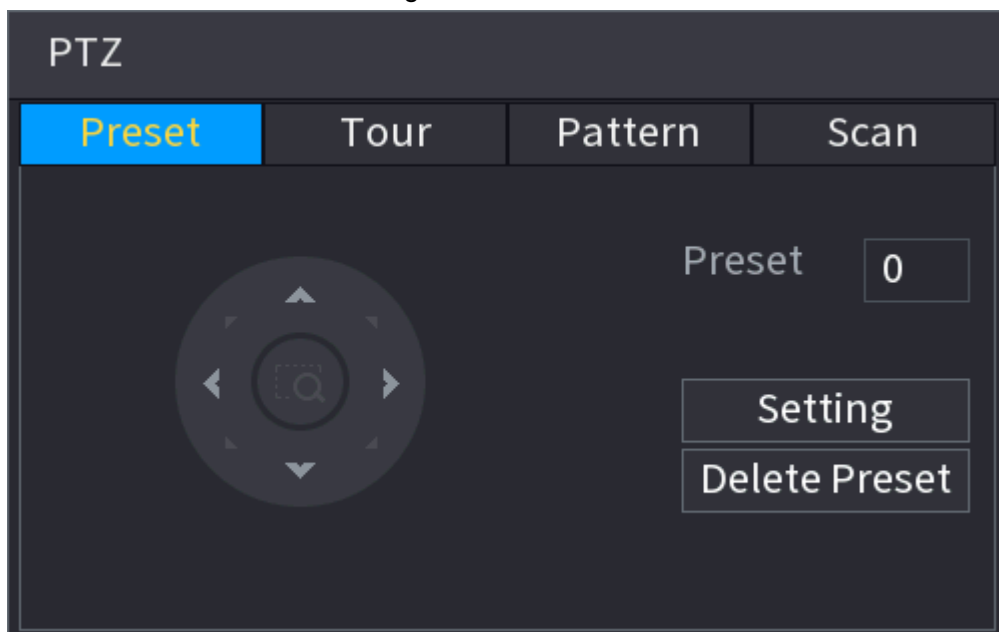 PTZ
Preset Tour Pattern Scan
Preset 0
Setting
Delete Preset